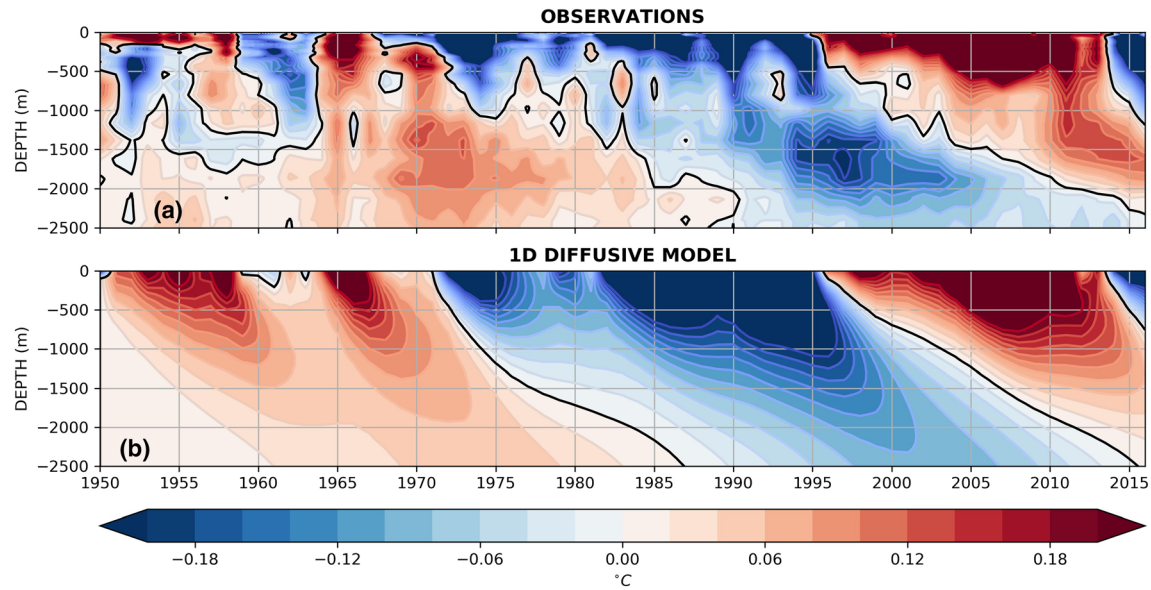 OBSERVATIONS
DEPTH (m)
0
−500
−1000
−1500
−2000
−2500
(a)
1D DIFFUSIVE MODEL
DEPTH (m)
0
−500
−1000
−1500
−2000
−2500
(b)
1950 1955 1960 1965 1970 1975 1980 1985 1990 1995 2000 2005 2010 2015
−0.18 −0.12 −0.06 0.00 0.06 0.12 0.18
°C